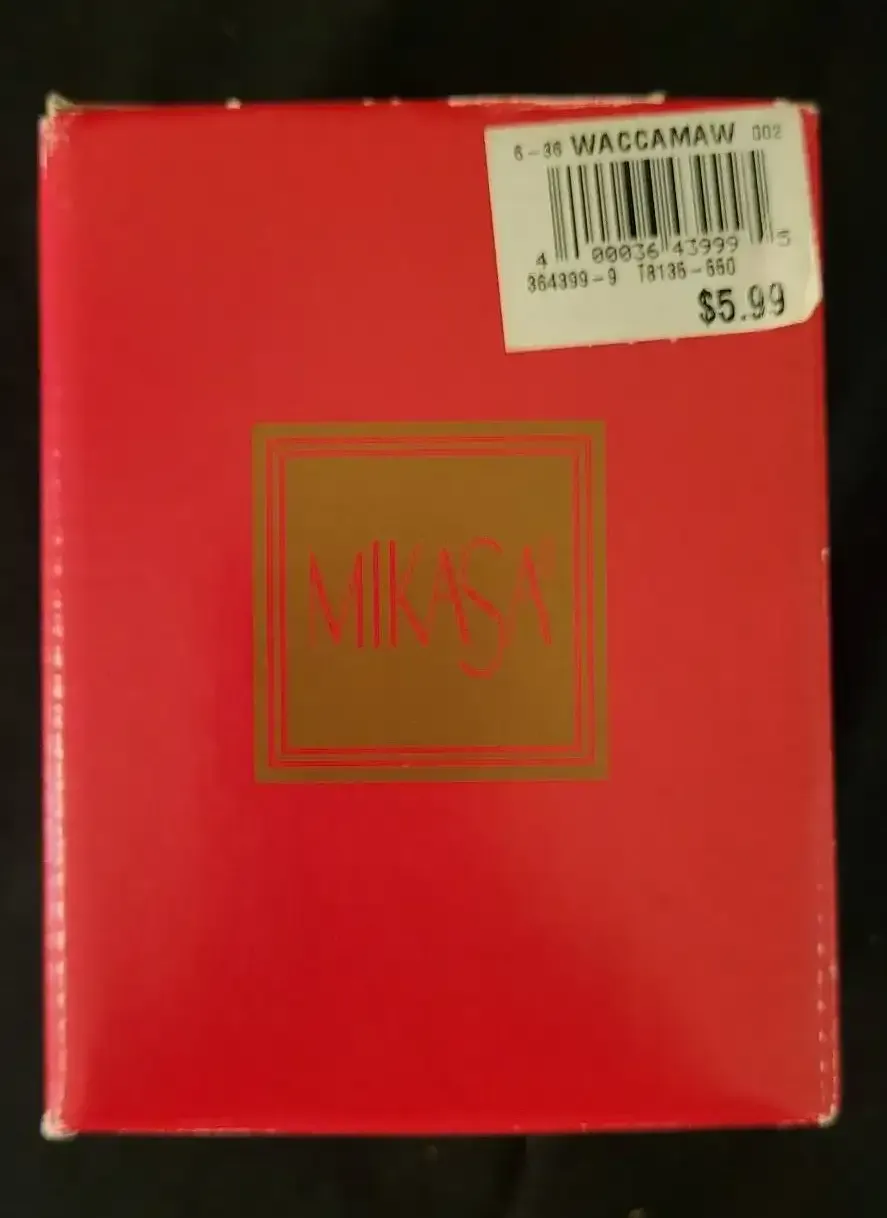 6-36 WACCAMAW 002
4 00036 43999 5
364399-9 T8136-660
$5.99
MIKASA